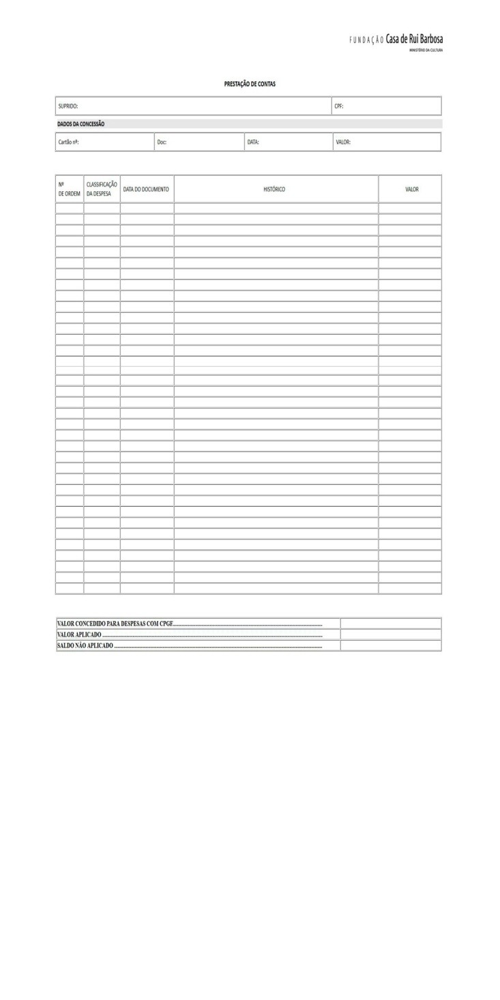 FUNDAÇÃO Casa de Rui Barbosa
MINISTÉRIO DA CULTURA
PRESTAÇÃO DE CONTAS
SUPRIDO: CPF:
DADOS DA CONCESSÃO
Cartão nº: Doc: DATA: VALOR:
Nº DE ORDEM CLASSIFICAÇÃO DA DESPESA DATA DO DOCUMENTO HISTÓRICO VALOR
VALOR CONCEDIDO PARA DESPESAS COM CPGF
VALOR APLICADO
SALDO NÃO APLICADO